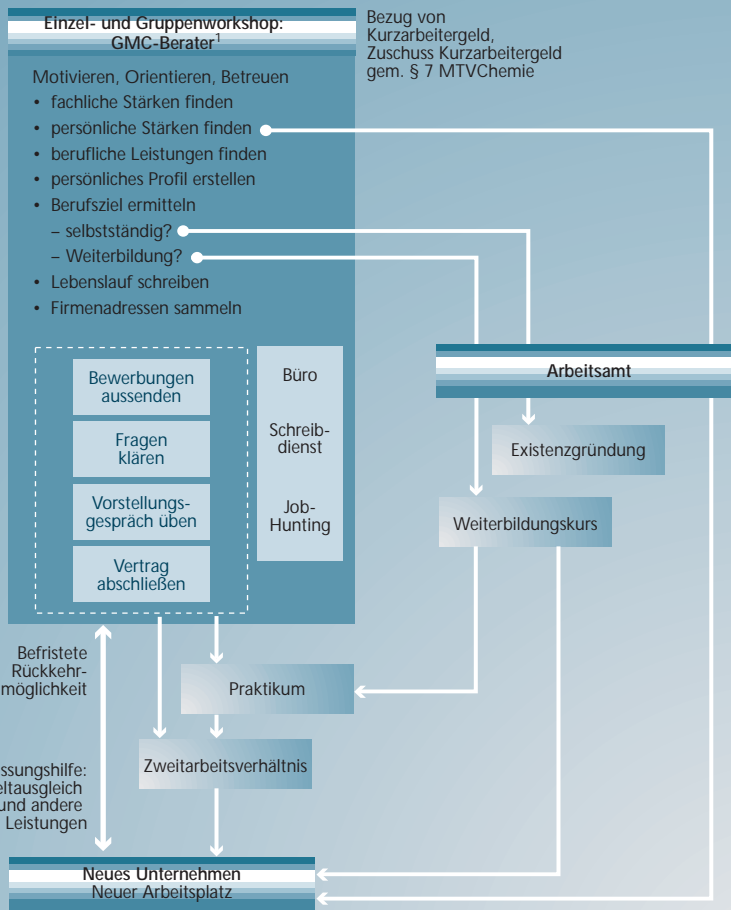 Einzel- und Gruppenworkshop:
GMC-Berater1
Bezug von
Kurzarbeitergeld,
Zuschuss Kurzarbeitergeld
gem. § 7 MTVChemie
Motivieren, Orientieren, Betreuen
• fachliche Stärken finden
• persönliche Stärken finden
• berufliche Leistungen finden
• persönliches Profil erstellen
• Berufsziel ermitteln
– selbstständig?
– Weiterbildung?
• Lebenslauf schreiben
• Firmenadressen sammeln
Bewerbungen
aussenden
Fragen
klären
Vorstellungs-
gespräch üben
Vertrag
abschließen
Büro
Schreib-
dienst
Job-
Hunting
Arbeitsamt
Existenzgründung
Weiterbildungskurs
Befristete
Rückkehr-
möglichkeit
Praktikum
Zweitarbeitsverhältnis
ssungshilfe:
eltausgleich
und andere
Leistungen
Neues Unternehmen
Neuer Arbeitsplatz